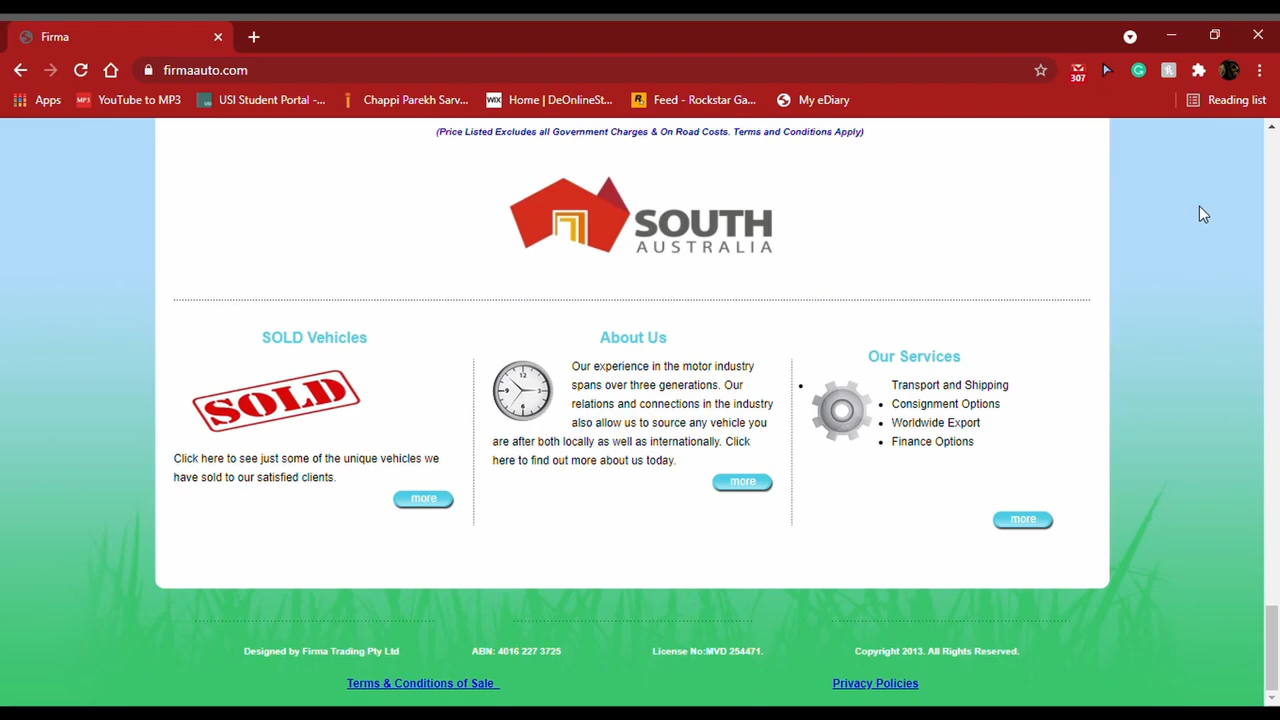 Firma
firmaauto.com
307
Apps
YouTube to MP3
USI Student Portal -...
Chappi Parekh Sarv...
WIX Home | DeOnlineSt...
Feed - Rockstar Ga...
My eDiary
Reading list
(Price Listed Excludes all Government Charges & On Road Costs. Terms and Conditions Apply)
SOUTH
AUSTRALIA
SOLD Vehicles
SOLD
Click here to see just some of the unique vehicles we
have sold to our satisfied clients.
more
About Us
12
3
6
9
Our experience in the motor industry
spans over three generations. Our
relations and connections in the industry
also allow us to source any vehicle you
are after both locally as well as internationally. Click
here to find out more about us today.
more
Our Services
Transport and Shipping
Consignment Options
Worldwide Export
Finance Options
more
Designed by Firma Trading Pty Ltd
ABN: 4016 227 3725
License No:MVD 254471.
Copyright 2013. All Rights Reserved.
Terms & Conditions of Sale
Privacy Policies